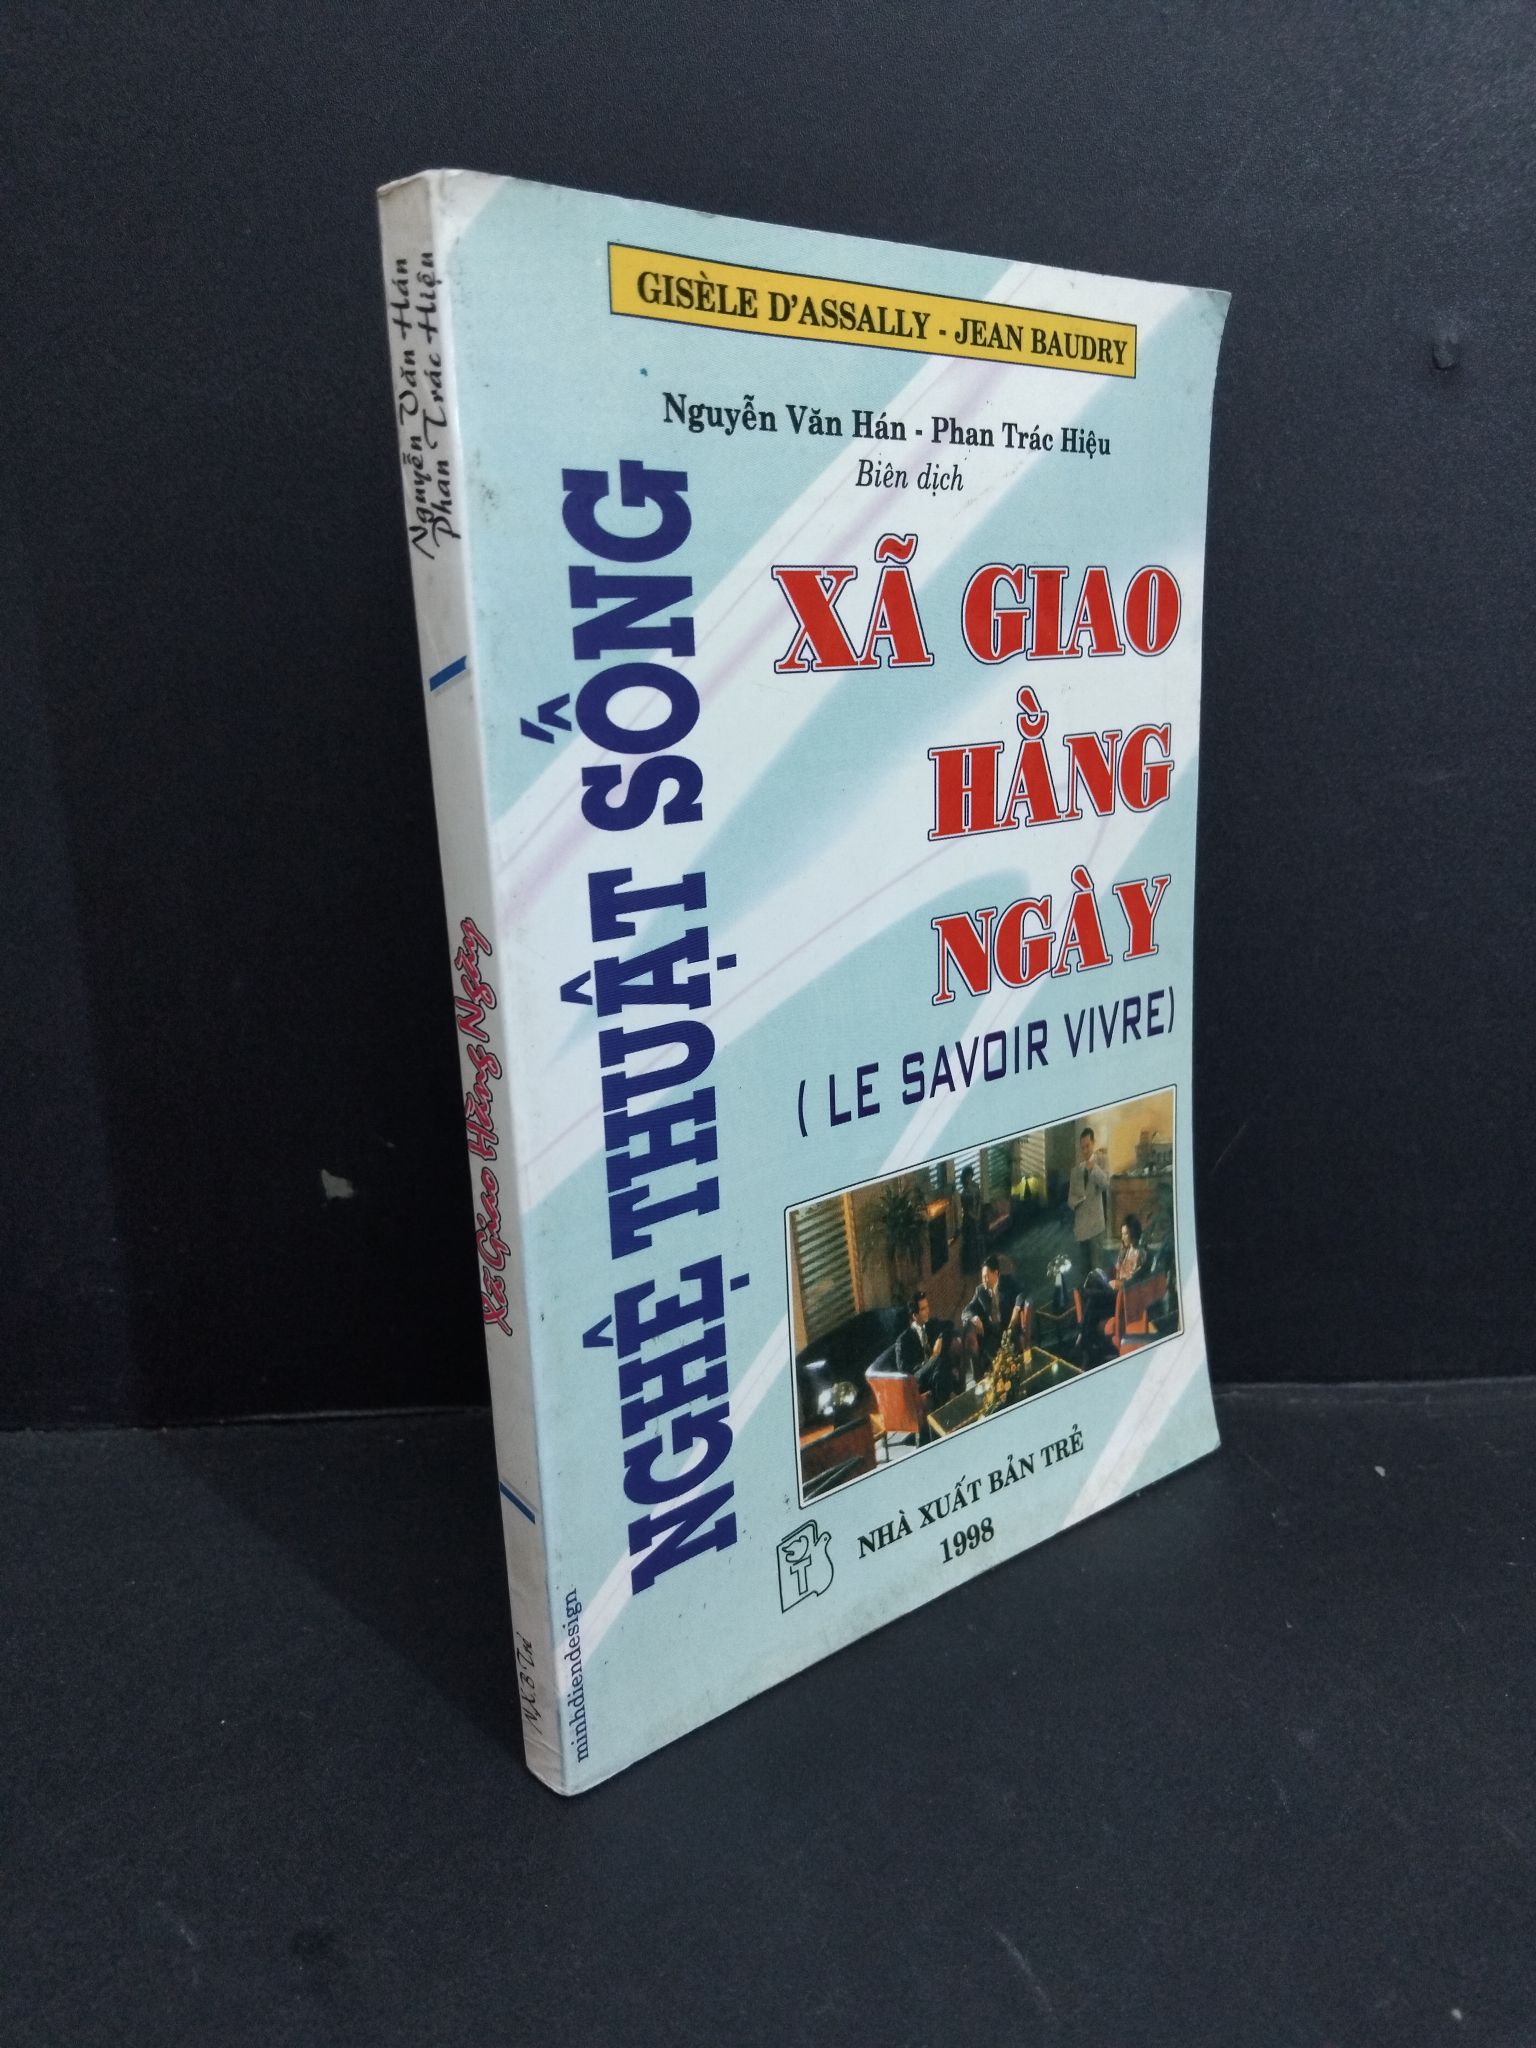 GISÈLE D'ASSALLY - JEAN BAUDRY
Nguyễn Văn Hán - Phan Trác Hiệu
Biên dịch
NGHỆ THUẬT SỐNG
XÃ GIAO
HẰNG
NGÀY
( LE SAVOIR VIVRE)
T
NHÀ XUẤT BẢN TRẺ
1998
minhdiendesign
Nguyễn Văn Hán
Phan Trác Hiệu
Xã Giao Hằng Ngày
N.X.B Trẻ